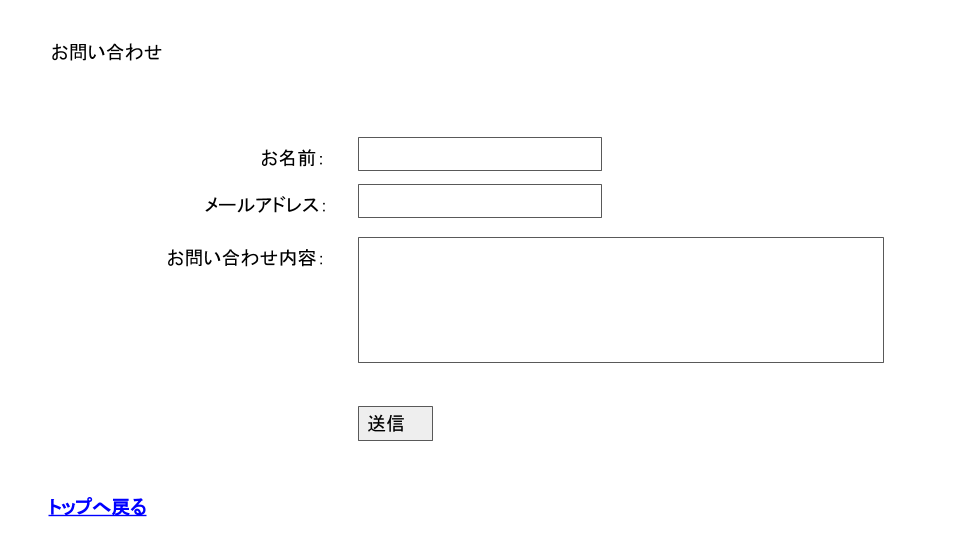 お問い合わせ
お名前:
メールアドレス:
お問い合わせ内容:
送信
トップへ戻る